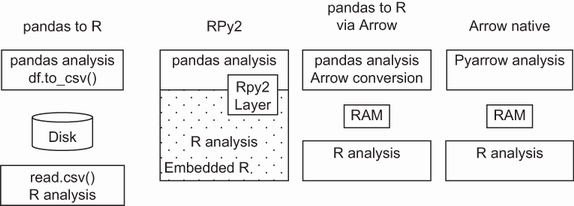 pandas to R
pandas analysis
df.to_csv()
Disk
read.csv()
R analysis
RPy2
pandas analysis
Rpy2
Layer
R analysis
Embedded R
pandas to R
via Arrow
pandas analysis
Arrow conversion
RAM
R analysis
Arrow native
Pyarrow analysis
RAM
R analysis